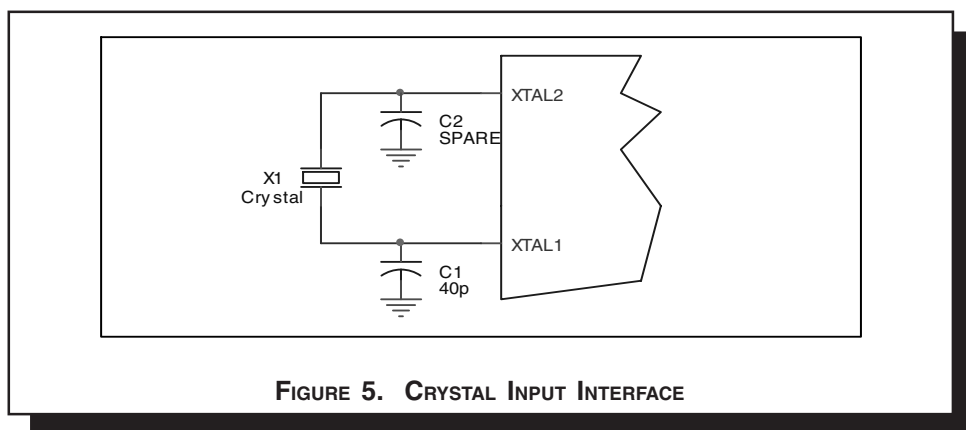 XTAL2
C2
SPARE
X1
Crystal
XTAL1
C1
40p
FIGURE 5. CRYSTAL INPUT INTERFACE